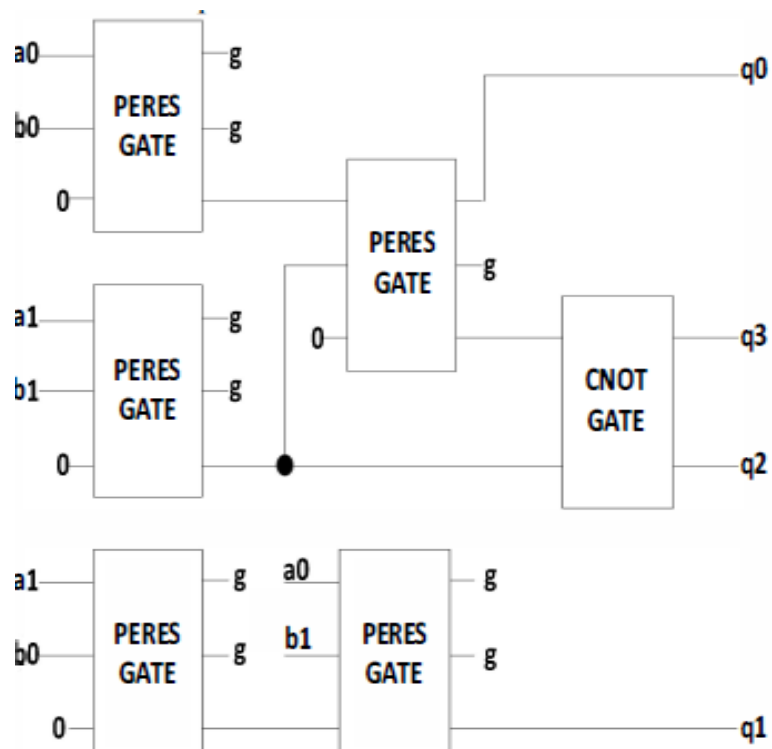 a0
g
q0
PERES
GATE
b0
g
0
PERES
GATE
g
a1
g
0
q3
PERES
GATE
CNOT
GATE
b1
g
0
q2
a1
g
a0
g
PERES
GATE
b1
PERES
GATE
b0
g
g
0
q1